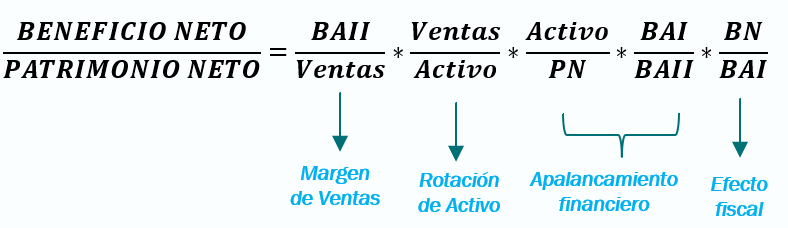 BENEFICIO NETO / PATRIMONIO NETO = BAII / Ventas * Ventas / Activo * Activo / PN * BAI / BAII * BN / BAI
Margen
de Ventas
Rotación
de Activo
Apalancamiento
financiero
Efecto
fiscal